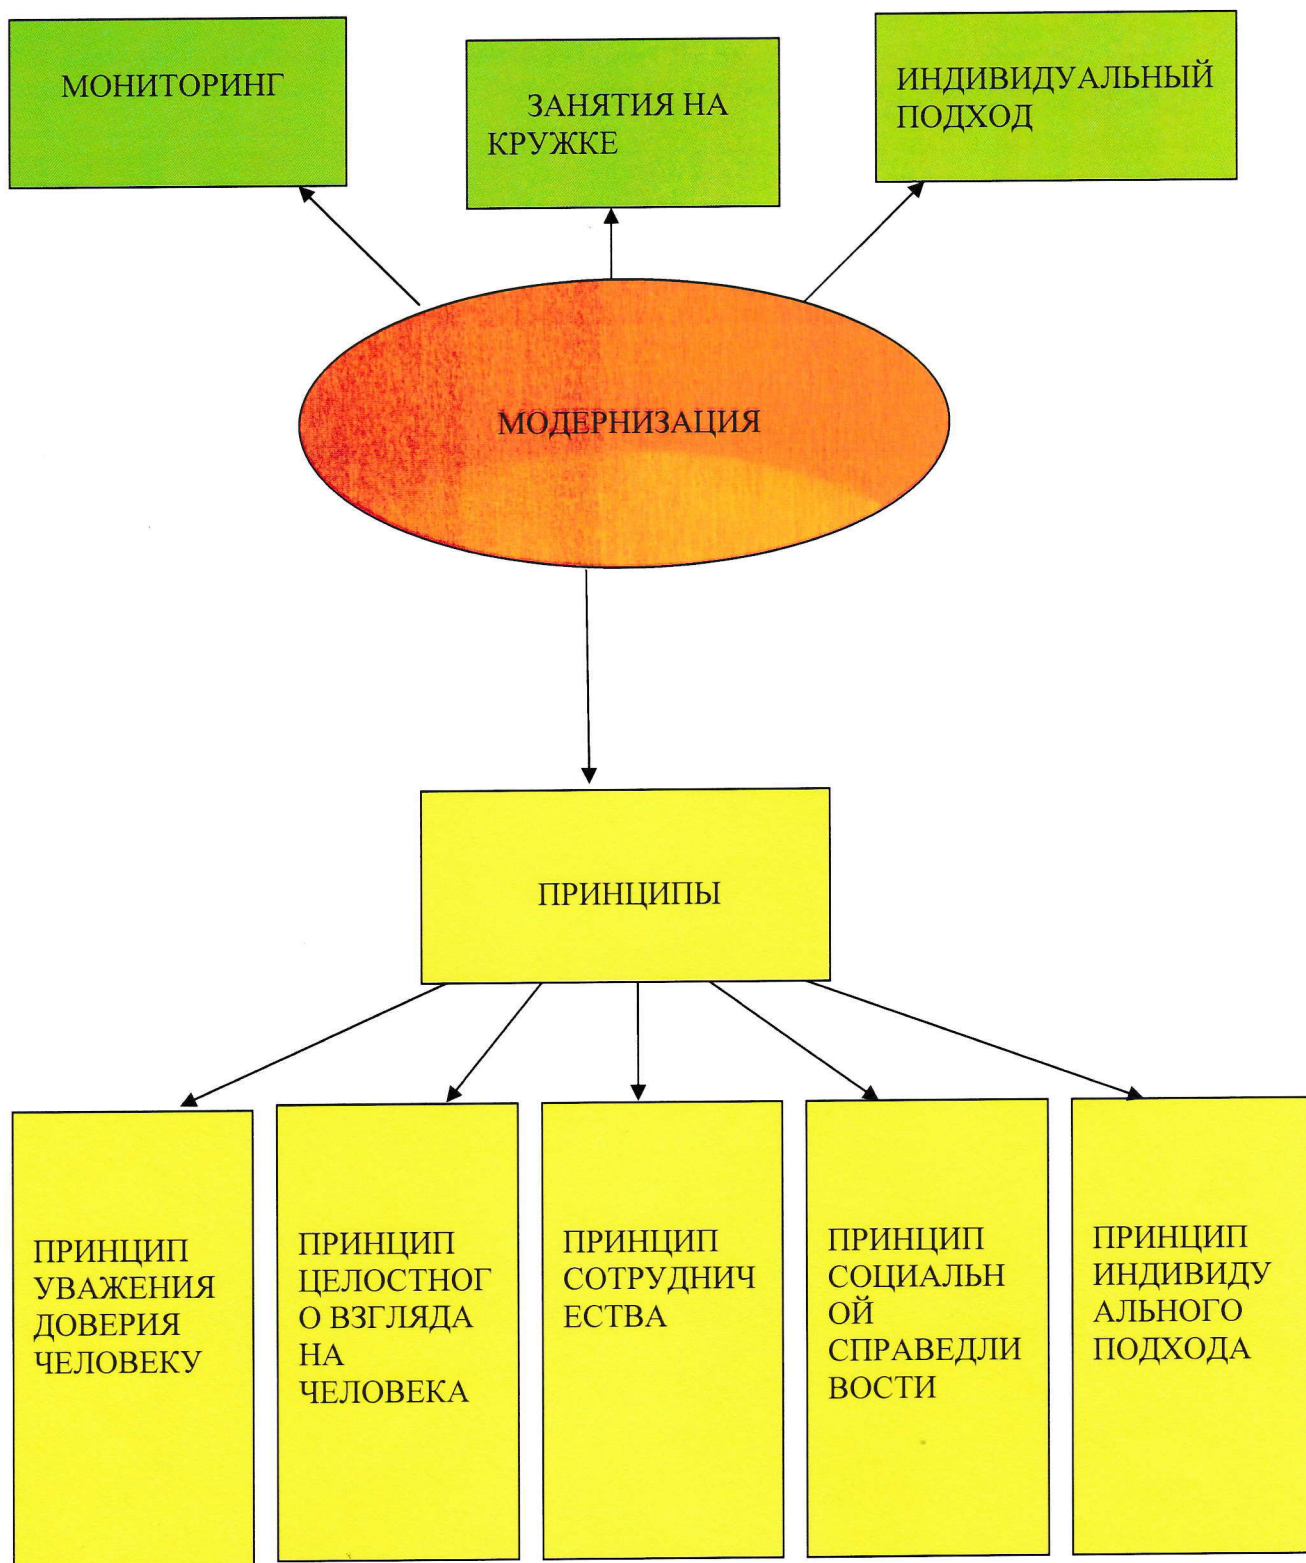 МОНИТОРИНГ
ЗАНЯТИЯ НА
КРУЖКЕ
ИНДИВИДУАЛЬНЫЙ
ПОДХОД
МОДЕРНИЗАЦИЯ
ПРИНЦИПЫ
ПРИНЦИП
УВАЖЕНИЯ
ДОВЕРИЯ
ЧЕЛОВЕКУ
ПРИНЦИП
ЦЕЛОСТНОГ
О ВЗГЛЯДА
НА
ЧЕЛОВЕКА
ПРИНЦИП
СОТРУДНИЧ
ЕСТВА
ПРИНЦИП
СОЦИАЛЬН
ОЙ
СПРАВЕДЛИ
ВОСТИ
ПРИНЦИП
ИНДИВИДУ
АЛЬНОГО
ПОДХОДА